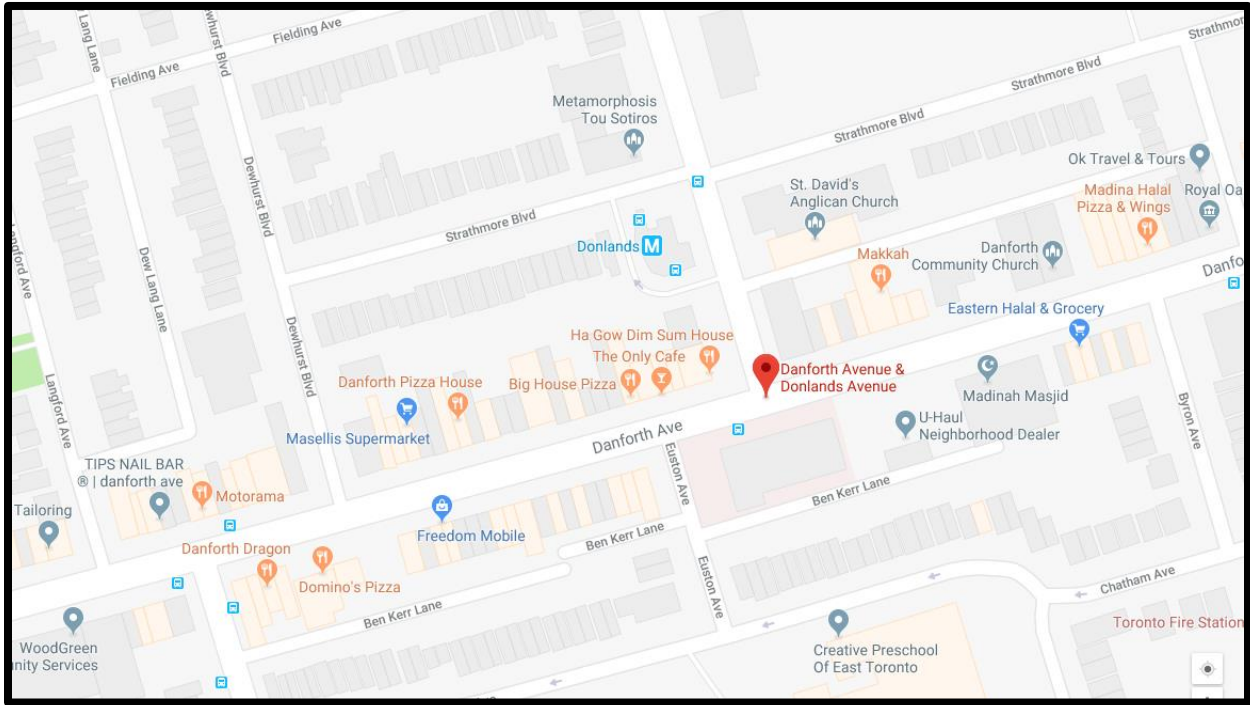 Lang Lane
Dewhurst Blvd
Fielding Ave
Fielding Ave
Strathmore
Strathmore Blvd
Strathmore Blvd
Metamorphosis
Tou Sotiros
Ok Travel & Tours
St. David's
Anglican Church
Madina Halal
Pizza & Wings
Royal Oa
Dewhurst Blvd
Strathmore Blvd
Donlands
M
Makkah
Danforth
Community Church
Danfo
Langford Ave
Dew Lang Lane
Eastern Halal & Grocery
Dewhurst Blvd
Ha Gow Dim Sum House
The Only Cafe
Big House Pizza
Danforth Pizza House
Danforth Avenue &
Donlands Avenue
Madinah Masjid
Langford Ave
Masellis Supermarket
Danforth Ave
U-Haul
Neighborhood Dealer
Byron Ave
TIPS NAIL BAR
® | danforth ave
Motorama
Euston Ave
Ben Kerr Lane
Tailoring
Freedom Mobile
Ben Kerr Lane
Danforth Dragon
Domino's Pizza
Euston Ave
Chatham Ave
Ben Kerr Lane
WoodGreen
nity Services
Creative Preschool
Of East Toronto
Toronto Fire Station